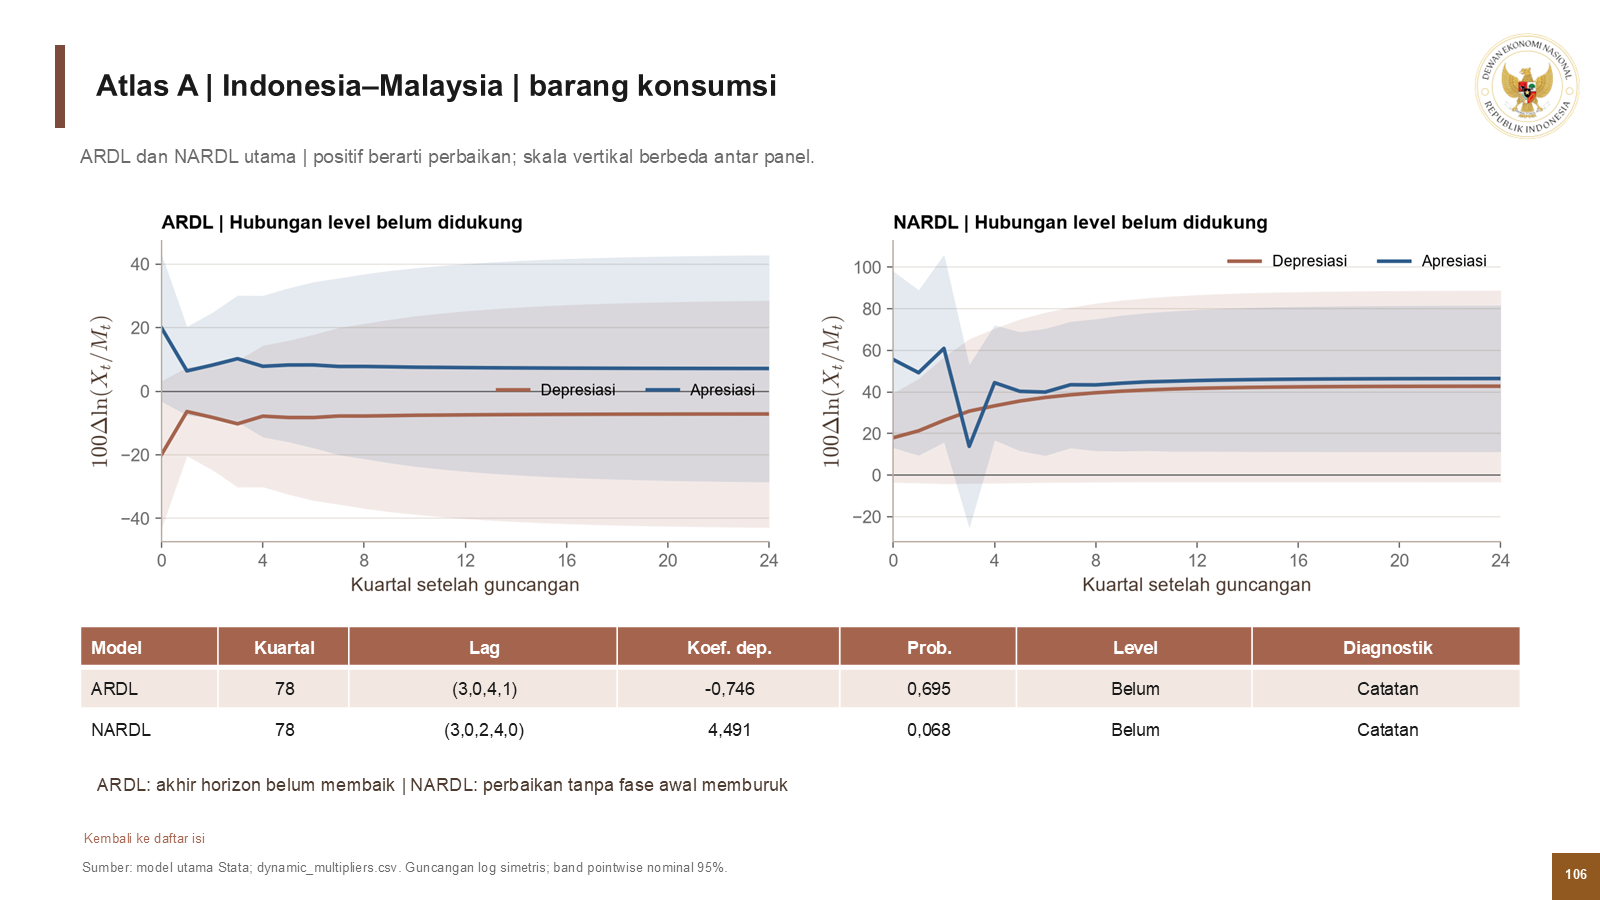 Atlas A | Indonesia–Malaysia | barang konsumsi
DEWAN EKONOMI NASIONAL
REPUBLIK INDONESIA
ARDL dan NARDL utama | positif berarti perbaikan; skala vertikal berbeda antar panel.
ARDL | Hubungan level belum didukung
100Δln(Xt/Mt)
40
20
0
−20
−40
Depresiasi Apresiasi
0 4 8 12 16 20 24
Kuartal setelah guncangan
NARDL | Hubungan level belum didukung
100Δln(Xt/Mt)
100
80
60
40
20
0
−20
Depresiasi Apresiasi
0 4 8 12 16 20 24
Kuartal setelah guncangan
Model Kuartal Lag Koef. dep. Prob. Level Diagnostik
ARDL 78 (3,0,4,1) -0,746 0,695 Belum Catatan
NARDL 78 (3,0,2,4,0) 4,491 0,068 Belum Catatan
ARDL: akhir horizon belum membaik | NARDL: perbaikan tanpa fase awal memburuk
Kembali ke daftar isi
Sumber: model utama Stata; dynamic_multipliers.csv. Guncangan log simetris; band pointwise nominal 95%.
106